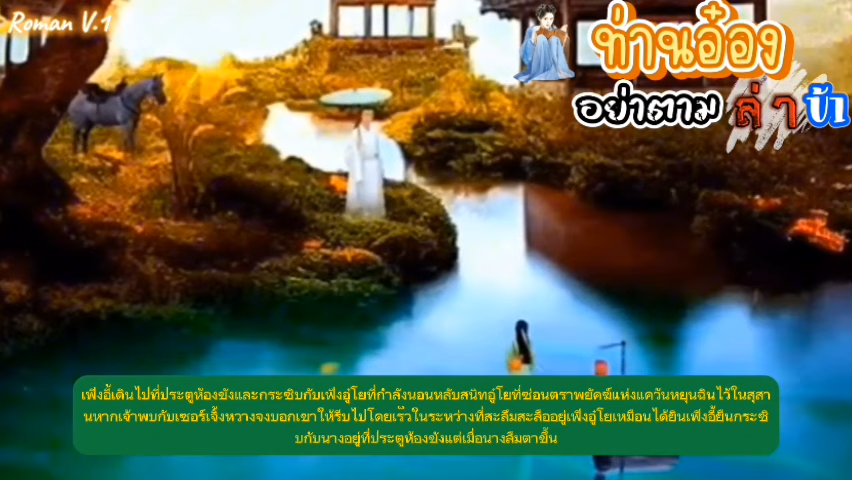 Roman V.1
ท่านอ๋อง
อย่าตามล่าข้า
เฟิงอี้เดินไปที่ประตูห้องขังและกระซิบกับเฟิงอู๋โยที่กำลังนอนหลับสนิทอู๋โยที่ซ่อนตราพยัคฆ์แห่งแคว้นหยุนฉินไว้ในสุสา
นหากเจ้าพบกับเซอร์เจิ้งหวางจงบอกเขาให้รีบไปโดยเร็วในระหว่างที่สะลึมสะลืออยู่เฟิงอู๋โยเหมือนได้ยินเฟิงอี้ยืนกระซิ
บกับนางอยู่ที่ประตูห้องขังแต่เมื่อนางลืมตาขึ้น